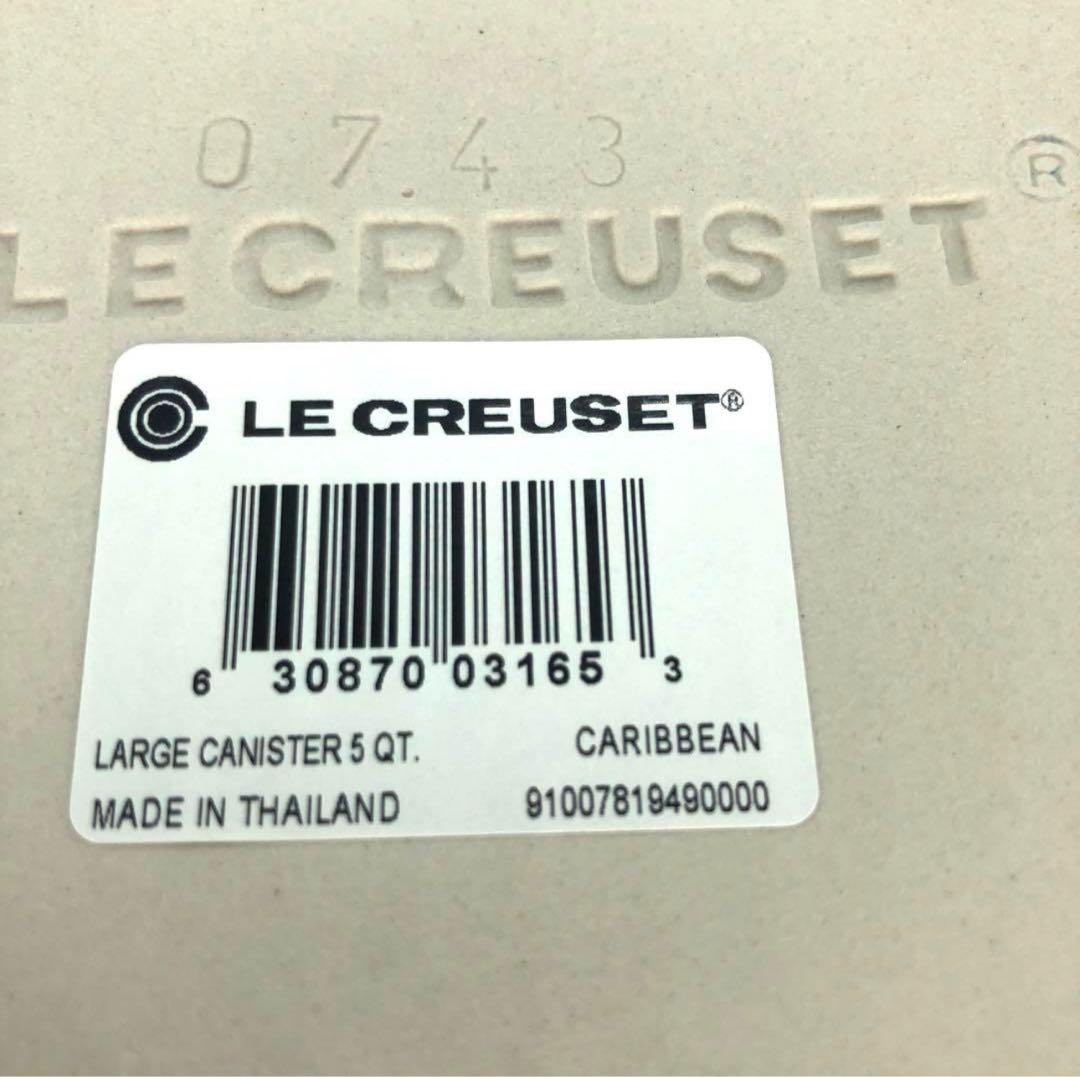 0743
LE CREUSET®
LE CREUSET®
6 30870 03165 3
LARGE CANISTER 5 QT. CARIBBEAN
MADE IN THAILAND 91007819490000